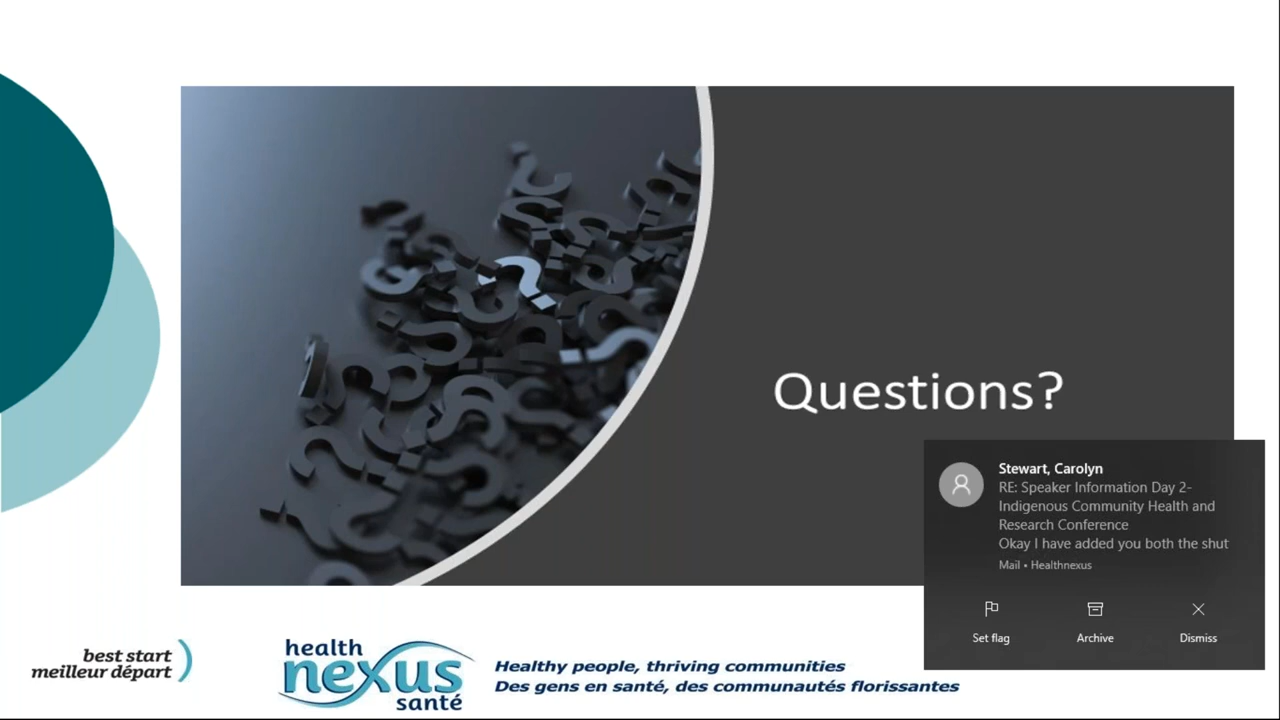 Questions?
Stewart, Carolyn
RE: Speaker Information Day 2-
Indigenous Community Health and
Research Conference
Okay I have added you both the shut
Mail • Healthnexus
Set flag
Archive
Dismiss
best start
meilleur départ
health
nexus
santé
Healthy people, thriving communities
Des gens en santé, des communautés florissantes